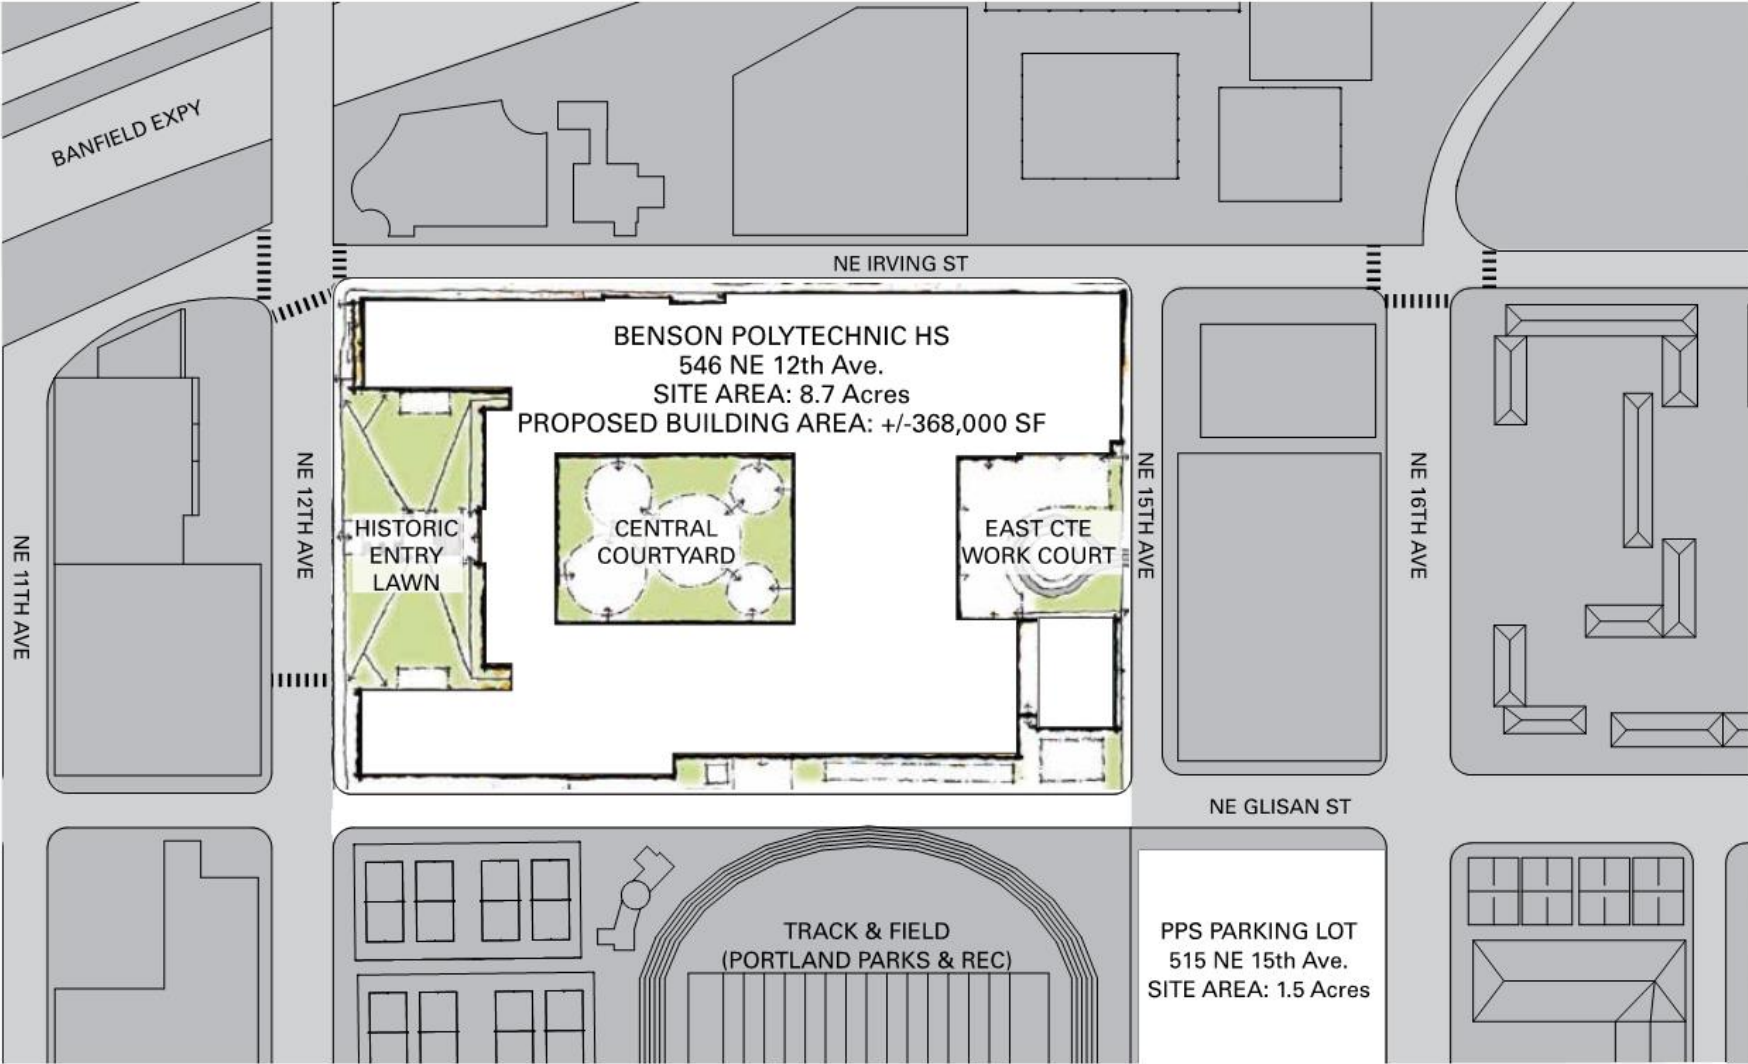 BANFIELD EXPY
NE IRVING ST
BENSON POLYTECHNIC HS
546 NE 12th Ave.
SITE AREA: 8.7 Acres
PROPOSED BUILDING AREA: +/-368,000 SF
NE 11TH AVE
NE 12TH AVE
HISTORIC
ENTRY
LAWN
CENTRAL
COURTYARD
EAST CTE
WORK COURT
NE 15TH AVE
NE 16TH AVE
NE GLISAN ST
TRACK & FIELD
(PORTLAND PARKS & REC)
PPS PARKING LOT
515 NE 15th Ave.
SITE AREA: 1.5 Acres